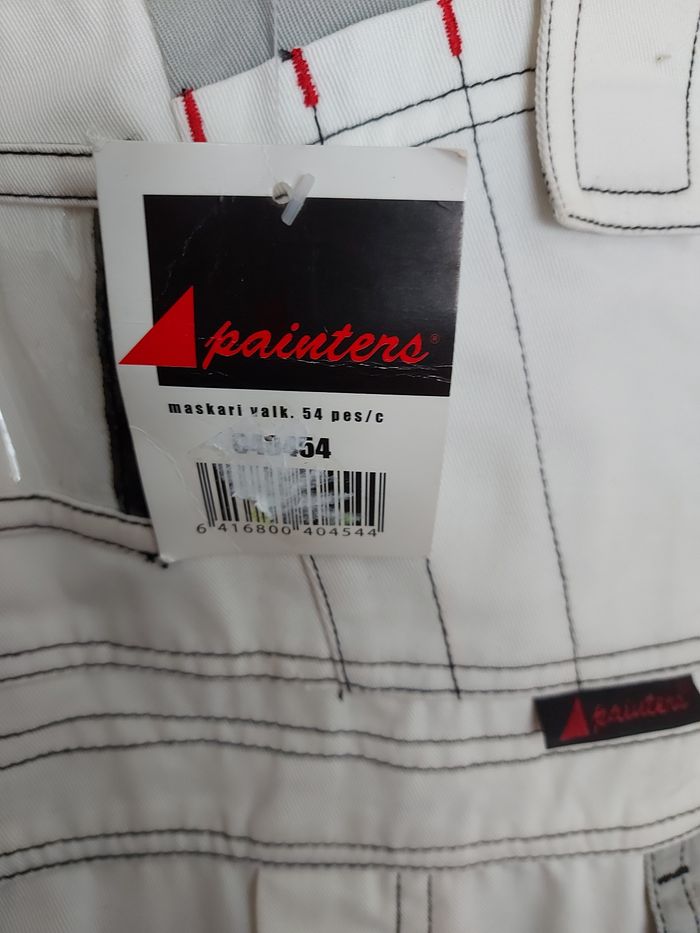 painters®
maskari valk. 54 pes/c
6 416800 404544
painters